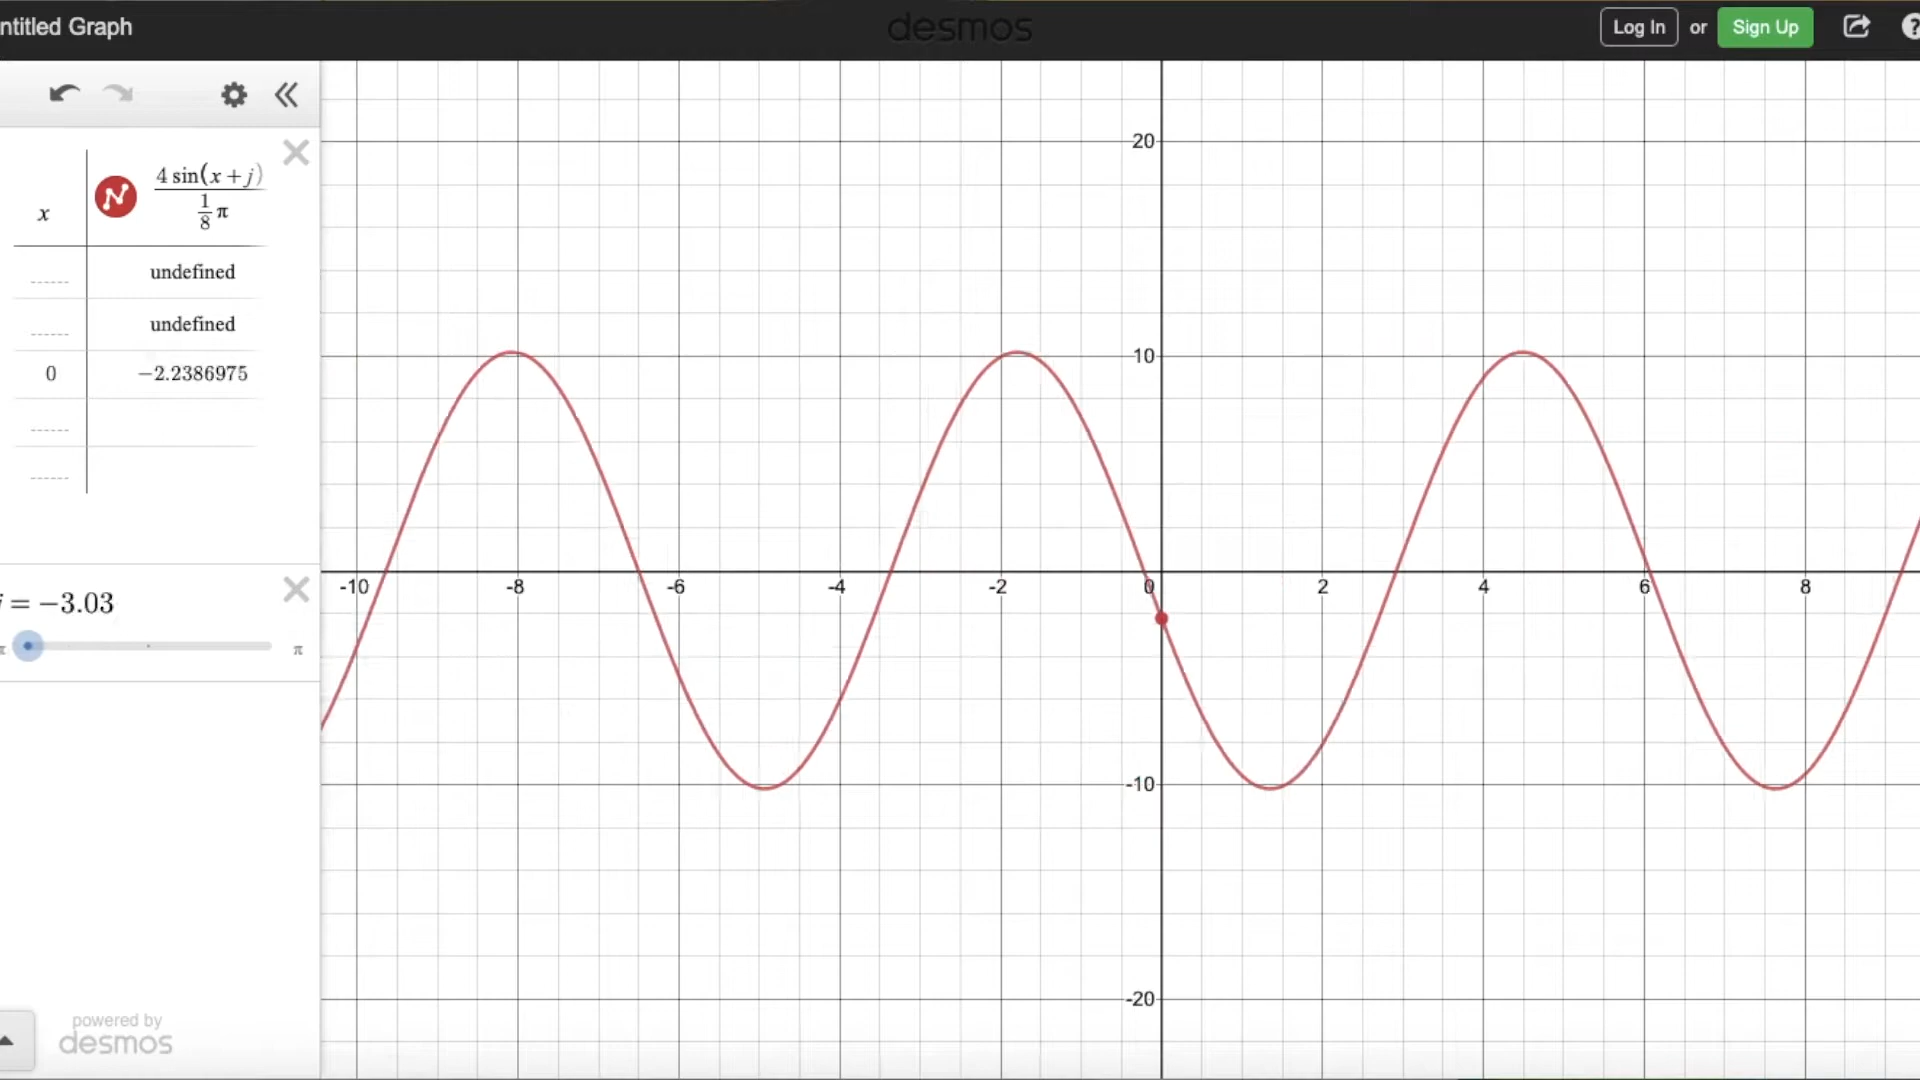 ntitled Graph
desmos
Log In or Sign Up
x
4 sin(x + j)
1
8
π
undefined
undefined
0 −2.2386975
= −3.03
π
π
powered by
desmos
20
10
-10 -8 -6 -4 -2 0 2 4 6 8
-10
-20